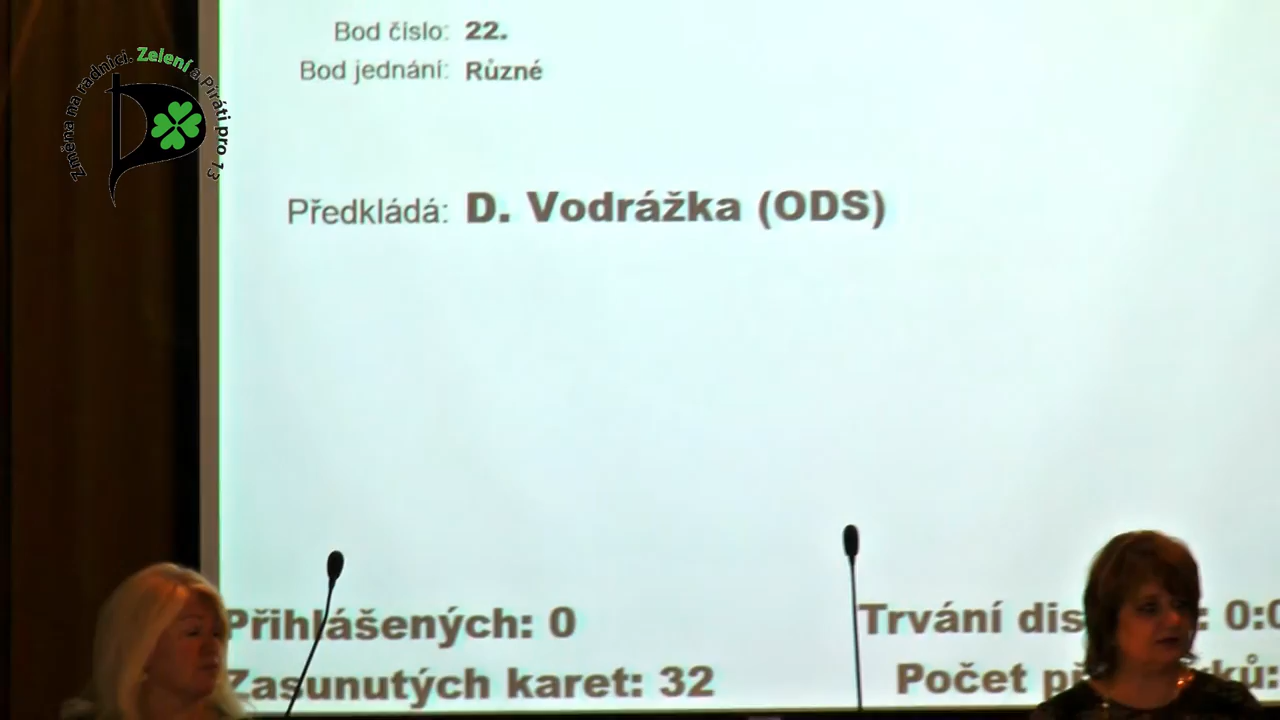 Změna na radnici. Zelení a Piráti pro 13
Bod číslo: 22.
Bod jednání: Různé
Předkládá: D. Vodrážka (ODS)
Přihlášených: 0
Trvání
Zasunutých karet: 32
Počet